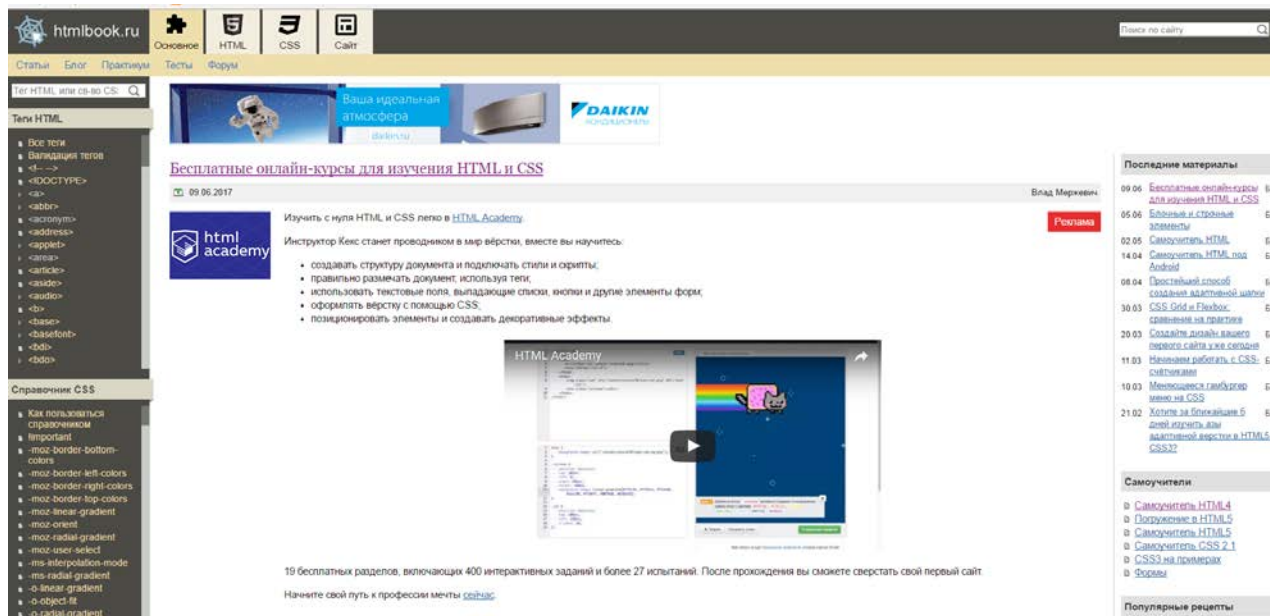 htmlbook.ru
Основное
HTML
CSS
Сайт
Поиск по сайту
Статьи Блог Практикум Тесты Форум
Тег HTML или св-во CS
Теги HTML
Все теги
Валидация тегов
<!-- -->
<!DOCTYPE>
<a>
<abbr>
<acronym>
<address>
<applet>
<area>
<article>
<aside>
<audio>
<b>
<base>
<basefont>
<bdi>
<bdo>
Справочник CSS
Как пользоваться
справочником
!important
-moz-border-bottom-
colors
-moz-border-left-colors
-moz-border-right-colors
-moz-border-top-colors
-moz-linear-gradient
-moz-orient
-moz-radial-gradient
-moz-user-select
-ms-interpolation-mode
-ms-radial-gradient
-o-linear-gradient
-o-object-fit
-o-radial-gradient
Ваша идеальная
атмосфера
daikin.ru
DAIKIN
КОНДИЦИОНЕРЫ
Бесплатные онлайн-курсы для изучения HTML и CSS
09.06.2017
Влад Мержевич
html
academy
Изучить с нуля HTML и CSS легко в HTML Academy.
Реклама
Инструктор Кекс станет проводником в мир вёрстки, вместе вы научитесь:
создавать структуру документа и подключать стили и скрипты;
правильно размечать документ, используя теги;
использовать текстовые поля, выпадающие списки, кнопки и другие элементы форм;
оформлять вёрстку с помощью CSS;
позиционировать элементы и создавать декоративные эффекты.
HTML Academy
19 бесплатных разделов, включающих 400 интерактивных заданий и более 27 испытаний. После прохождения вы сможете сверстать свой первый сайт.
Начните свой путь к профессии мечты сейчас.
Последние материалы
09.06 Бесплатные онлайн-курсы
для изучения HTML и CSS
05.06 Блочные и строчные
элементы
02.05 Самоучитель HTML
14.04 Самоучитель HTML под
Android
08.04 Простейший способ
создания адаптивной шапки
30.03 CSS Grid и Flexbox:
сравнение на практике
20.03 Создайте дизайн вашего
первого сайта уже сегодня
11.03 Начинаем работать с CSS-
счётчиками
10.03 Меняющееся гамбургер
меню на CSS
21.02 Хотите за ближайшие 6
дней изучить азы
адаптивной верстки в HTML5
CSS3?
Самоучители
Самоучитель HTML4
Погружение в HTML5
Самоучитель HTML5
Самоучитель CSS 2.1
CSS3 на примерах
Формы
Популярные рецепты